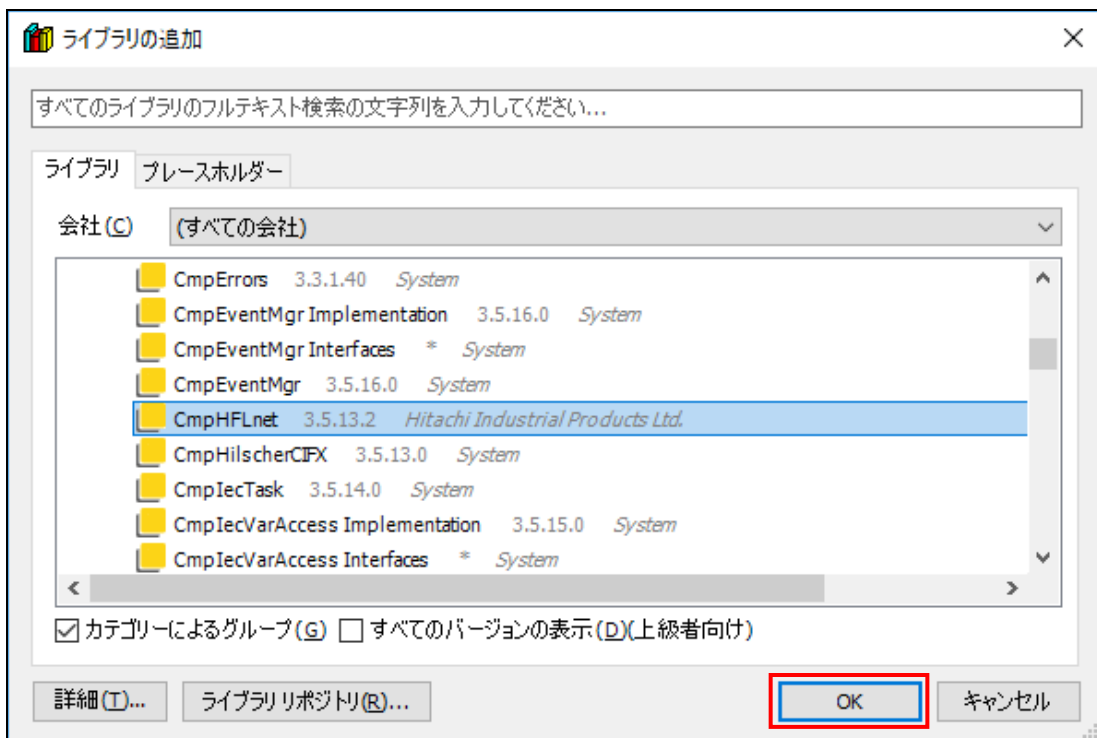 ライブラリの追加
すべてのライブラリのフルテキスト検索の文字列を入力してください...
ライブラリ プレースホルダー
会社(C) (すべての会社)
CmpErrors 3.3.1.40 System
CmpEventMgr Implementation 3.5.16.0 System
CmpEventMgr Interfaces * System
CmpEventMgr 3.5.16.0 System
CmpHFLnet 3.5.13.2 Hitachi Industrial Products Ltd.
CmpHilscherCIFX 3.5.13.0 System
CmpIecTask 3.5.14.0 System
CmpIecVarAccess Implementation 3.5.15.0 System
CmpIecVarAccess Interfaces * System
カテゴリーによるグループ(G) すべてのバージョンの表示(D)(上級者向け)
詳細(T)... ライブラリ リポジトリ(R)... OK キャンセル